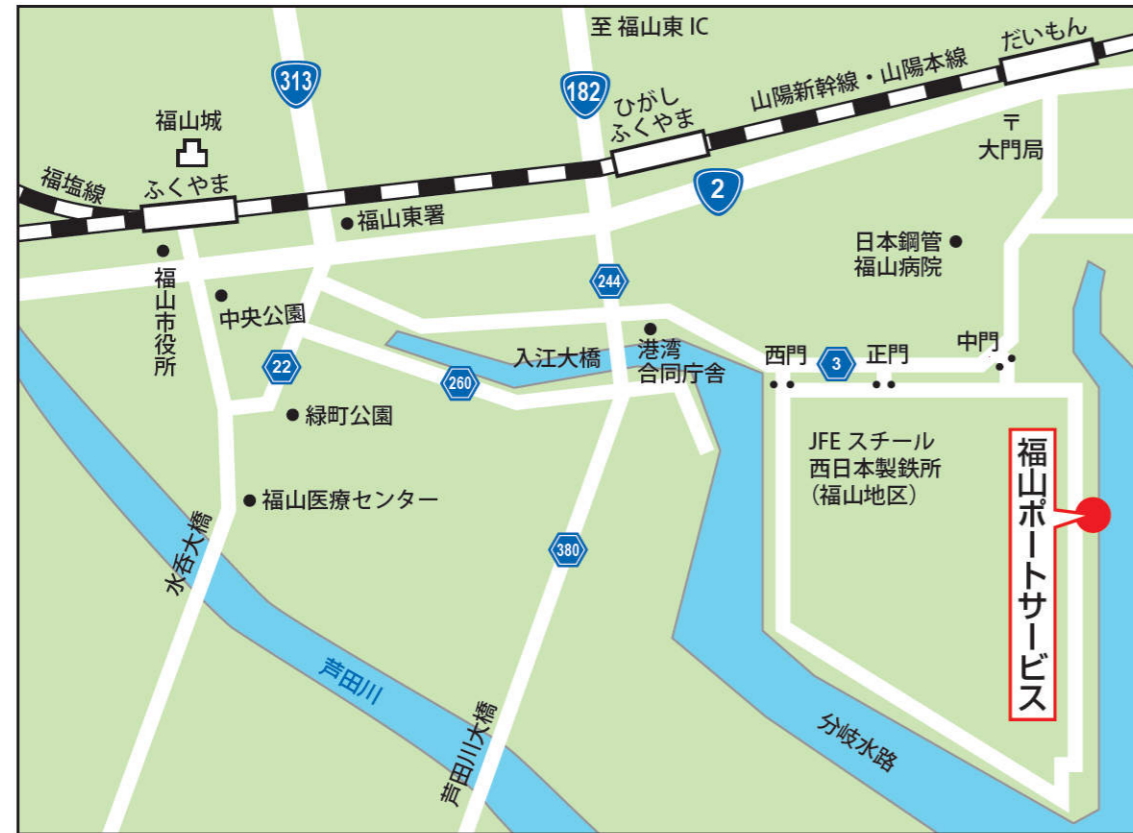 至 福山東 IC
だいもん
313
182
山陽新幹線・山陽本線
ひがし
ふくやま
〒
大門局
福山城
福塩線
ふくやま
2
福山東署
日本鋼管
福山病院
福山市役所
中央公園
244
入江大橋
港湾
合同庁舎
西門
3
正門
中門
22
260
緑町公園
JFE スチール
西日本製鉄所
（福山地区）
福山ポートサービス
福山医療センター
水呑大橋
380
芦田川
芦田川大橋
分岐水路